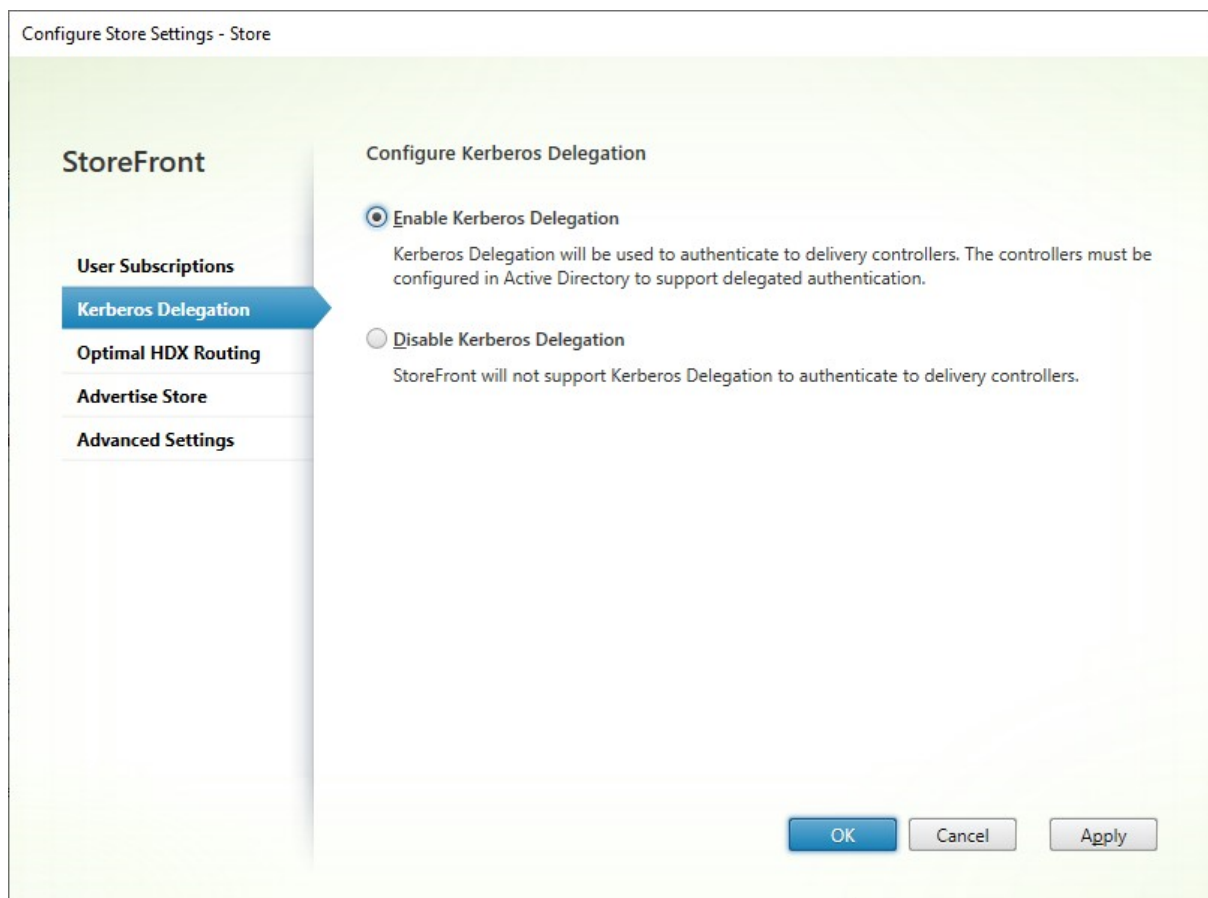 Configure Store Settings - Store
StoreFront
User Subscriptions
Kerberos Delegation
Optimal HDX Routing
Advertise Store
Advanced Settings
Configure Kerberos Delegation
Enable Kerberos Delegation
Kerberos Delegation will be used to authenticate to delivery controllers. The controllers must be
configured in Active Directory to support delegated authentication.
Disable Kerberos Delegation
StoreFront will not support Kerberos Delegation to authenticate to delivery controllers.
OK
Cancel
Apply